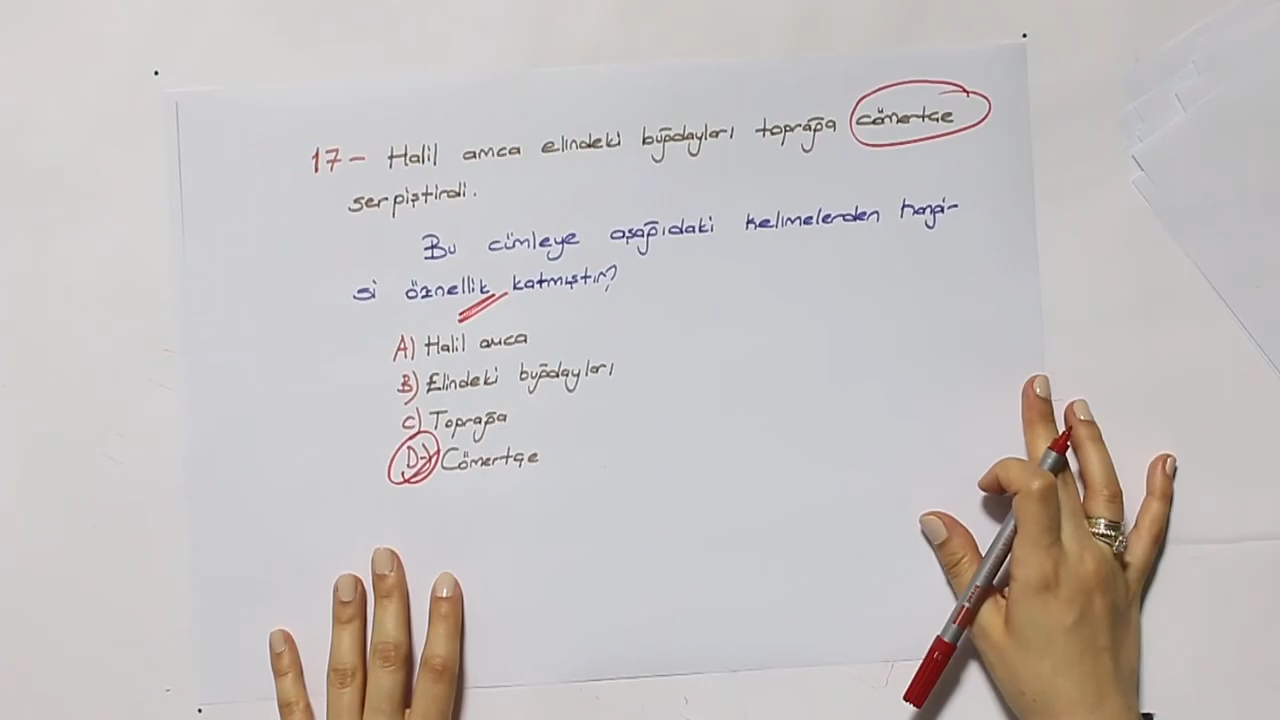 17- Halil amca elindeki buğdayları toprağa cömertçe
serpiştirdi.
Bu cümleye aşağıdaki kelimelerden hangi-
si öznellik katmıştır?
A) Halil amca
B) Elindeki buğdayları
C) Toprağa
D) Cömertçe